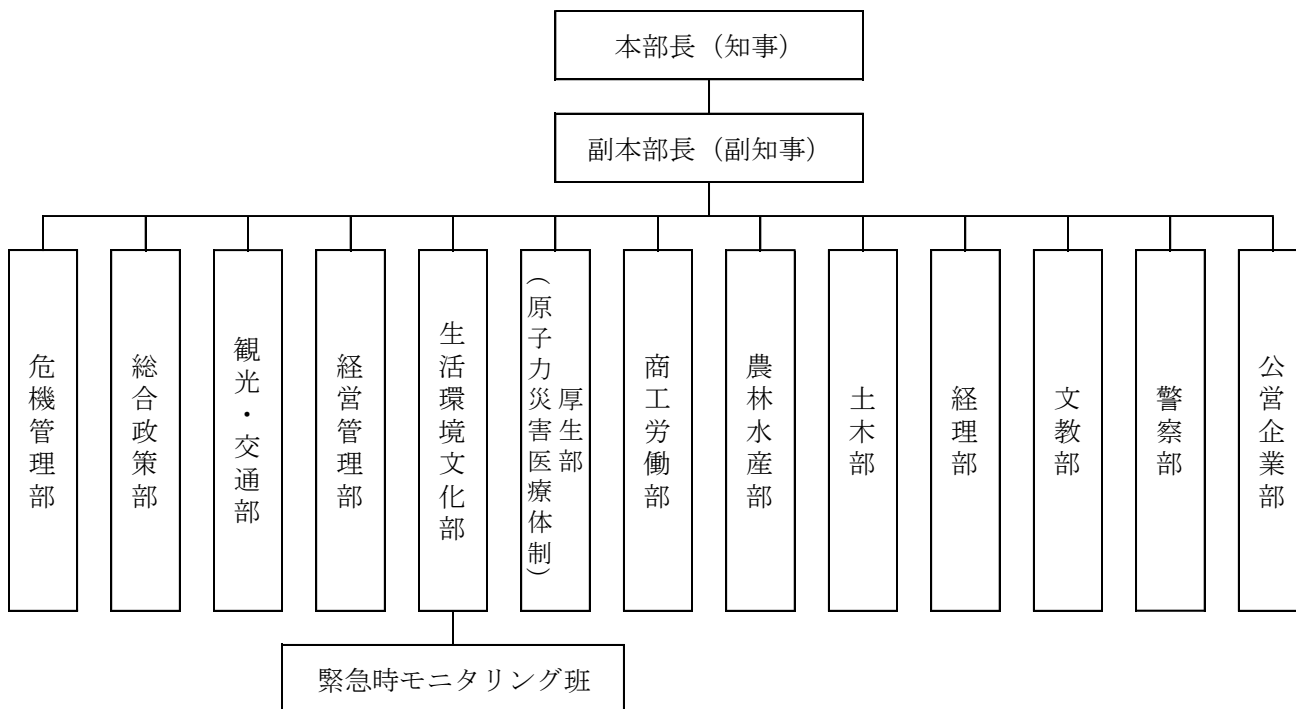 本部長（知事）
副本部長（副知事）
危機管理部
総合政策部
観光・交通部
経営管理部
生活環境文化部
厚生部
（原子力災害医療体制）
商工労働部
農林水産部
土木部
経理部
文教部
警察部
公営企業部
緊急時モニタリング班